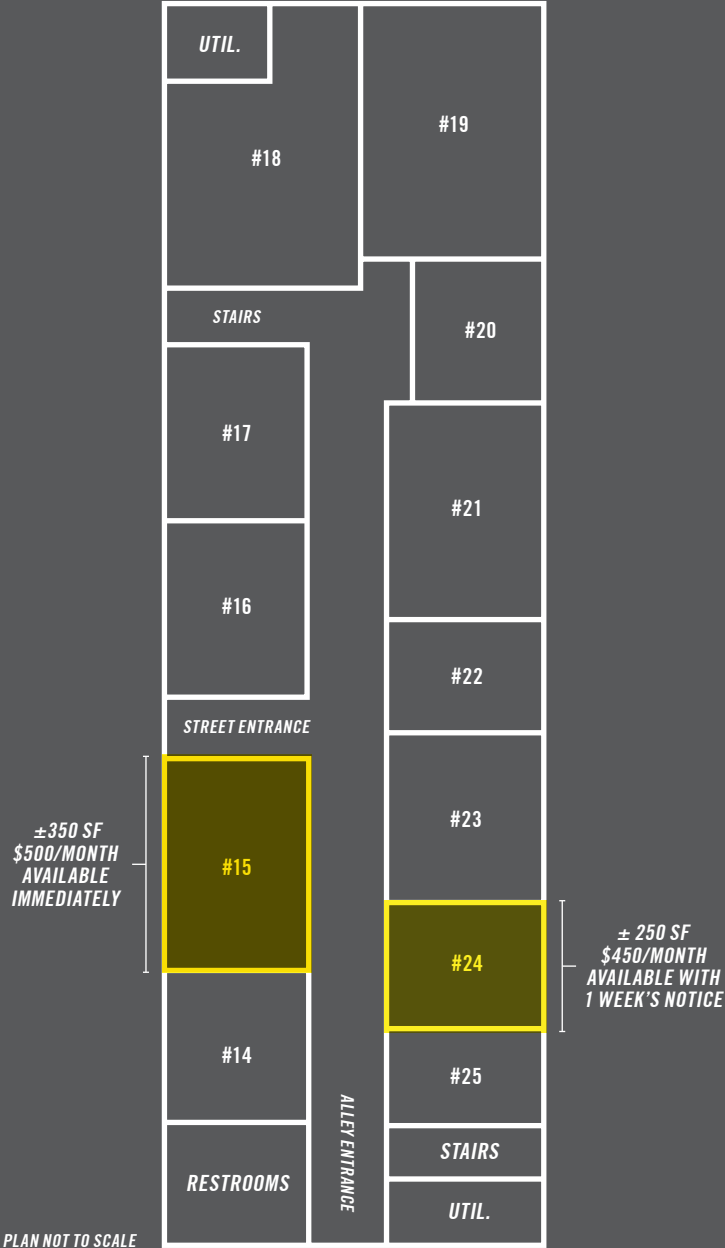 UTIL.
#19
#18
STAIRS
#20
#17
#21
#16
#22
STREET ENTRANCE
#23
±350 SF
$500/MONTH
AVAILABLE
IMMEDIATELY
#15
#24
± 250 SF
$450/MONTH
AVAILABLE WITH
1 WEEK'S NOTICE
#14
#25
ALLEY ENTRANCE
STAIRS
RESTROOMS
UTIL.
PLAN NOT TO SCALE